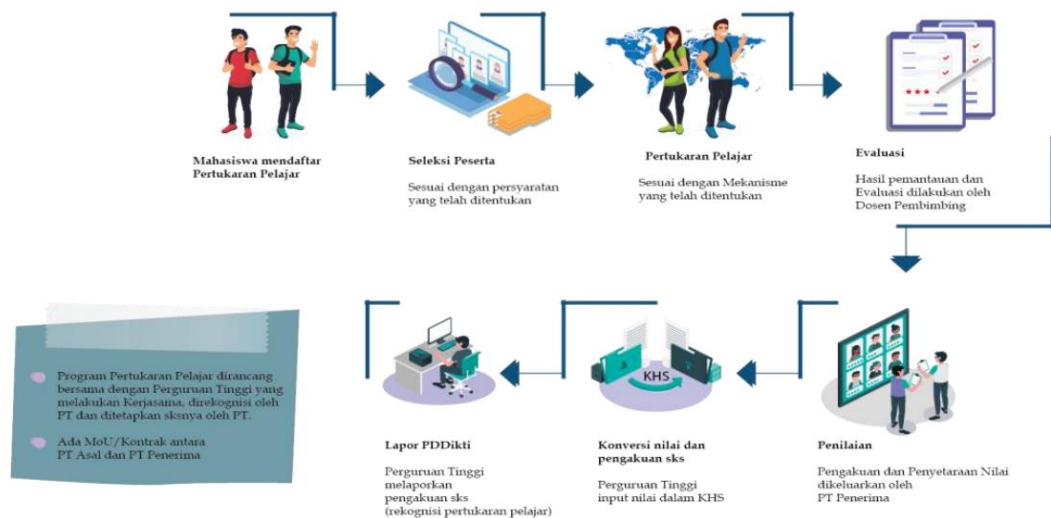 Mahasiswa mendaftar
Pertukaran Pelajar
Seleksi Peserta
Sesuai dengan persyaratan
yang telah ditentukan
Pertukaran Pelajar
Sesuai dengan Mekanisme
yang telah ditentukan
Evaluasi
Hasil pemantauan dan
Evaluasi dilakukan oleh
Dosen Pembimbing
Program Pertukaran Pelajar dirancang
bersama dengan Perguruan Tinggi yang
melakukan Kerjasama, direkognisi oleh
PT dan ditetapkan sksnya oleh PT.
Ada MoU/Kontrak antara
PT Asal dan PT Penerima
Lapor PDDikti
Perguruan Tinggi
melaporkan
pengakuan sks
(rekognisi pertukaran pelajar)
KHS
Konversi nilai dan
pengakuan sks
Perguruan Tinggi
input nilai dalam KHS
Penilaian
Pengakuan dan Penyetaraan Nilai
dikeluarkan oleh
PT Penerima